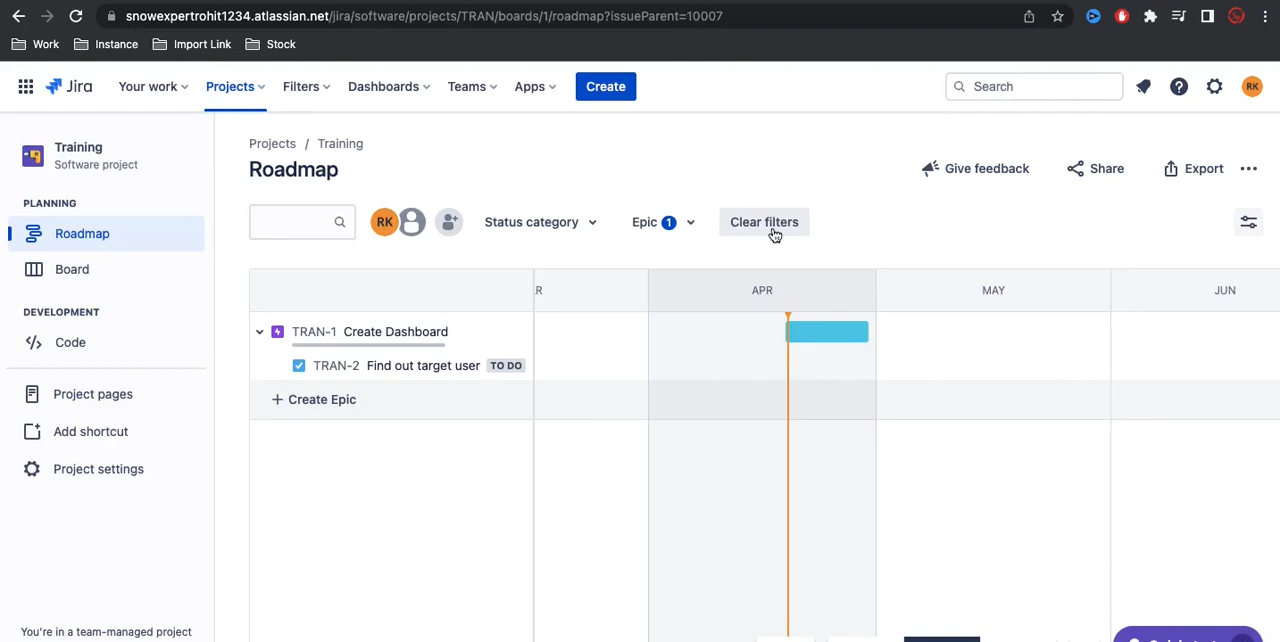 snowexpertrohit1234.atlassian.net/jira/software/projects/TRAN/boards/1/roadmap?issueParent=10007
Work Instance Import Link Stock
Jira Your work Projects Filters Dashboards Teams Apps Create Search RK
Training
Software project
Projects / Training
Roadmap
Give feedback Share Export
PLANNING
Roadmap
Board
DEVELOPMENT
Code
Project pages
Add shortcut
Project settings
You're in a team-managed project
RK Status category Epic 1 Clear filters
APR MAY JUN
TRAN-1 Create Dashboard
TRAN-2 Find out target user TO DO
+ Create Epic